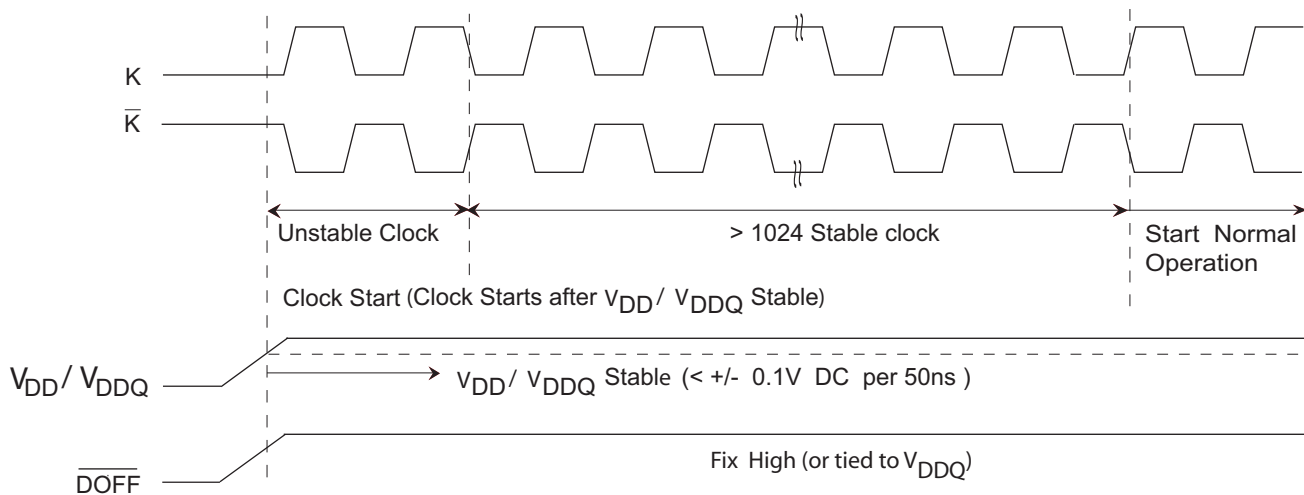 K
K̅
Unstable Clock
> 1024 Stable clock
Start Normal
Operation
Clock Start (Clock Starts after VDD / VDDQ Stable)
VDD / VDDQ
VDD / VDDQ Stable (< +/- 0.1V DC per 50ns )
Fix High (or tied to VDDQ)
D̅O̅F̅F̅